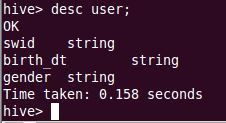 hive> desc user;
OK
swid string
birth_dt string
gender string
Time taken: 0.158 seconds
hive>